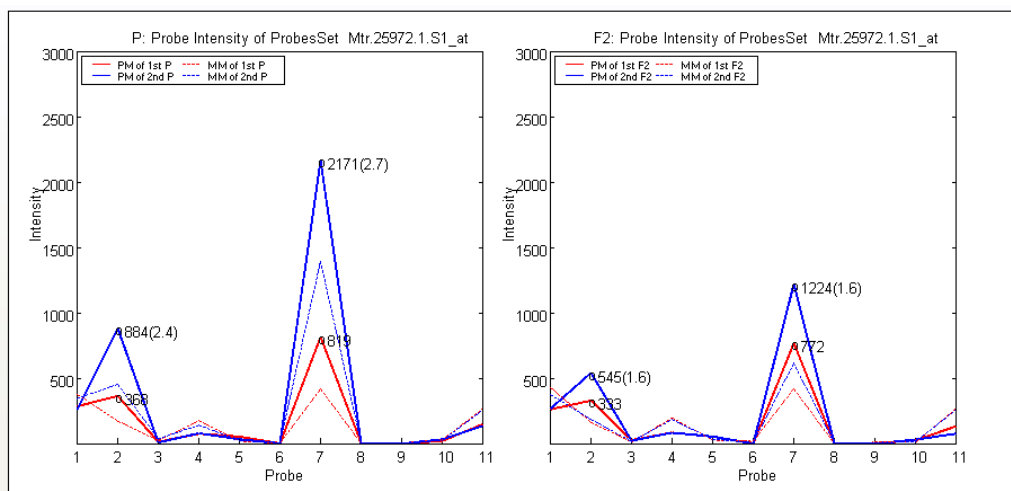 P: Probe Intensity of ProbesSet Mtr.25972.1.S1_at
3000
2500
2000
1500
1000
500
Intensity
PM of 1st P
MM of 1st P
PM of 2nd P
MM of 2nd P
884(2.4)
368
2171(2.7)
819
1 2 3 4 5 6 7 8 9 10 11
Probe
F2: Probe Intensity of ProbesSet Mtr.25972.1.S1_at
3000
2500
2000
1500
1000
500
Intensity
PM of 1st F2
MM of 1st F2
PM of 2nd F2
MM of 2nd F2
545(1.6)
333
1224(1.6)
772
1 2 3 4 5 6 7 8 9 10 11
Probe